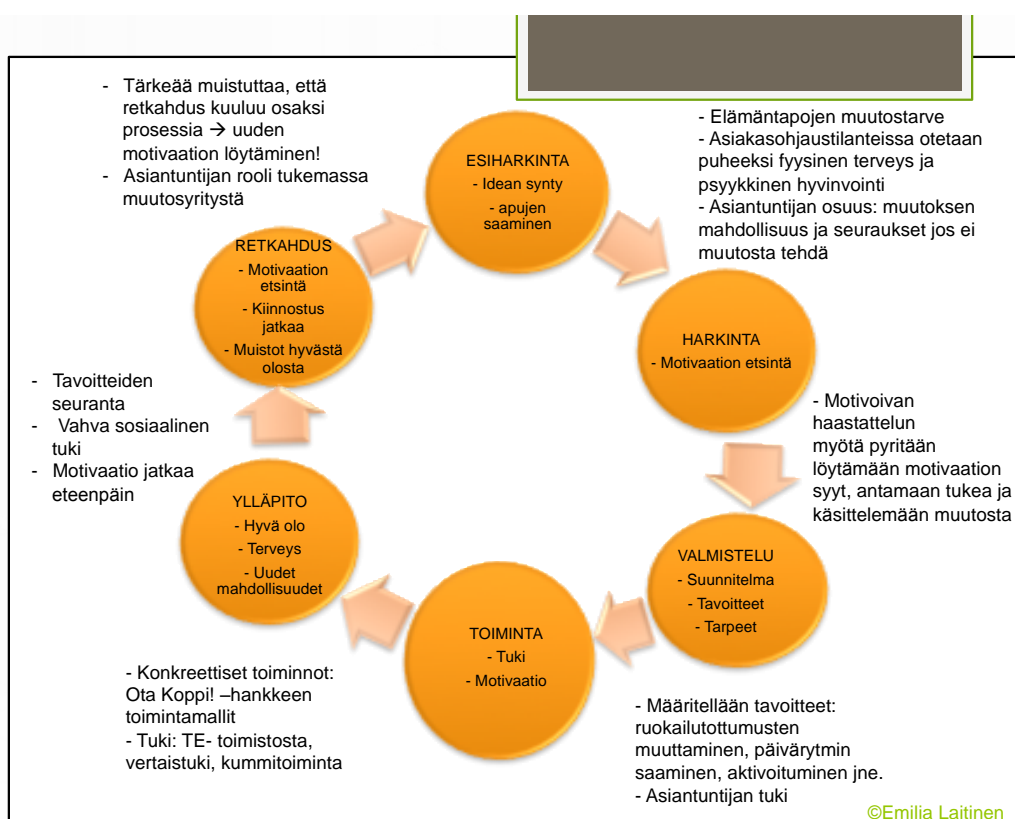 - Tärkeää muistuttaa, että
retkahdus kuuluu osaksi
prosessia → uuden
motivaation löytäminen!
- Asiantuntijan rooli tukemassa
muutosyritystä
ESIHARKINTA
- Idean synty
- apujen
saaminen
- Elämäntapojen muutostarve
- Asiakasohjaustilanteissa otetaan
puheeksi fyysinen terveys ja
psyykkinen hyvinvointi
- Asiantuntijan osuus: muutoksen
mahdollisuus ja seuraukset jos ei
muutosta tehdä
HARKINTA
- Motivaation etsintä
- Motivoivan
haastattelun
myötä pyritään
löytämään motivaation
syyt, antamaan tukea ja
käsittelemään muutosta
VALMISTELU
- Suunnitelma
- Tavoitteet
- Tarpeet
- Määritellään tavoitteet:
ruokailutottumusten
muuttaminen, päivärytmin
saaminen, aktivoituminen jne.
- Asiantuntijan tuki
TOIMINTA
- Tuki
- Motivaatio
- Konkreettiset toiminnot:
Ota Koppi! –hankkeen
toimintamallit
- Tuki: TE- toimistosta,
vertaistuki, kummitoiminta
YLLÄPITO
- Hyvä olo
- Terveys
- Uudet
mahdollisuudet
- Tavoitteiden
seuranta
- Vahva sosiaalinen
tuki
- Motivaatio jatkaa
eteenpäin
RETKAHDUS
- Motivaation
etsintä
- Kiinnostus
jatkaa
- Muistot hyvästä
olosta
©Emilia Laitinen